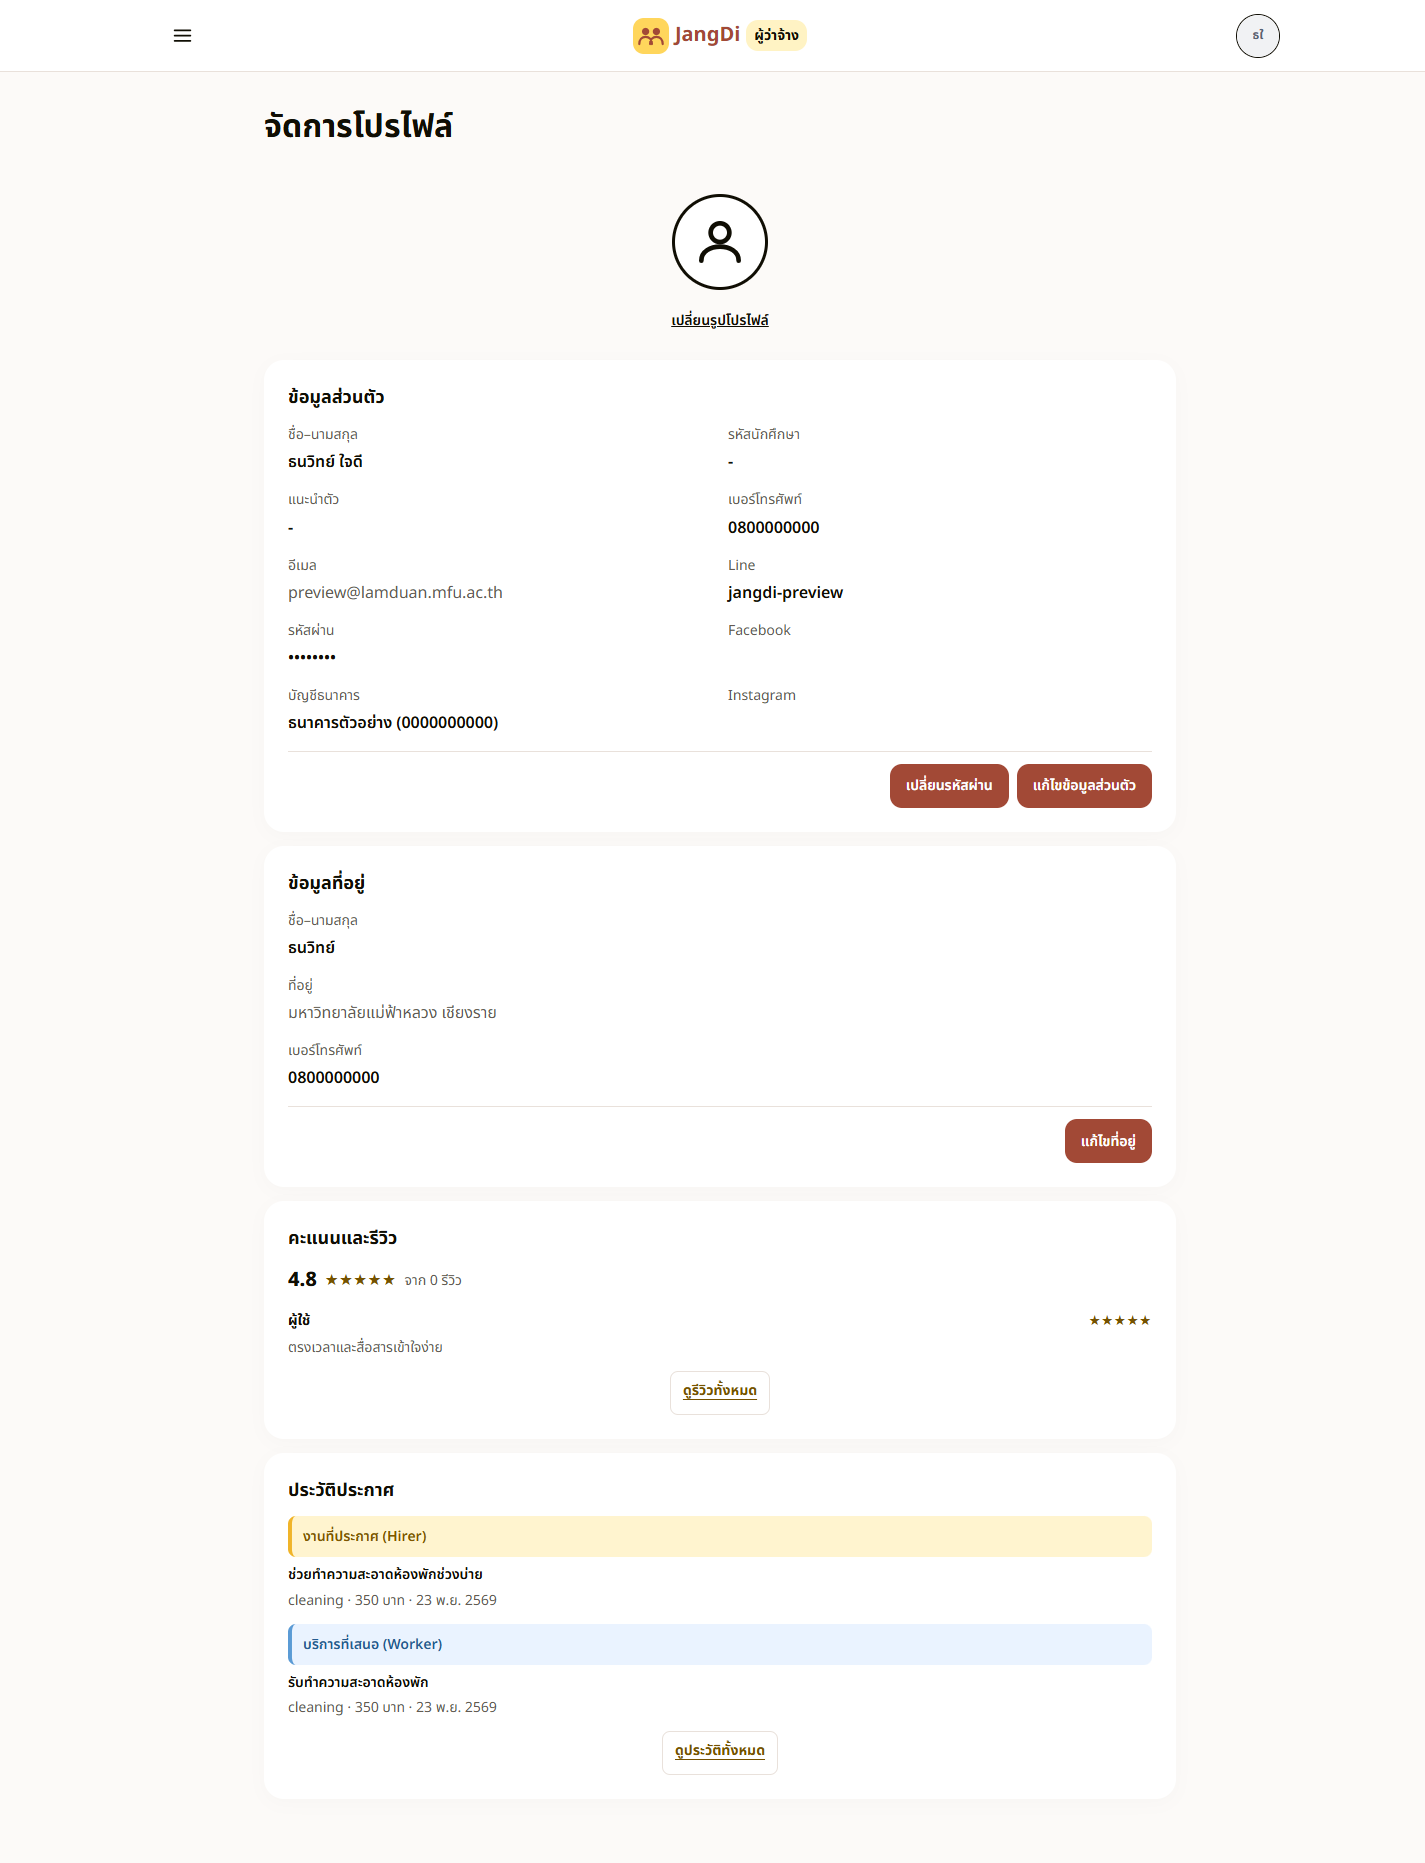 JangDi ผู้ว่าจ้าง
ธใ
จัดการโปรไฟล์
เปลี่ยนรูปโปรไฟล์
ข้อมูลส่วนตัว
ชื่อ–นามสกุล
ธนวิทย์ ใจดี
รหัสนักศึกษา
-
แนะนำตัว
-
เบอร์โทรศัพท์
0800000000
อีเมล
preview@lamduan.mfu.ac.th
Line
jangdi-preview
รหัสผ่าน
••••••••
Facebook
บัญชีธนาคาร
ธนาคารตัวอย่าง (0000000000)
Instagram
เปลี่ยนรหัสผ่าน
แก้ไขข้อมูลส่วนตัว
ข้อมูลที่อยู่
ชื่อ–นามสกุล
ธนวิทย์
ที่อยู่
มหาวิทยาลัยแม่ฟ้าหลวง เชียงราย
เบอร์โทรศัพท์
0800000000
แก้ไขที่อยู่
คะแนนและรีวิว
4.8 ★★★★★ จาก 0 รีวิว
ผู้ใช้ ★★★★★
ตรงเวลาและสื่อสารเข้าใจง่าย
ดูรีวิวทั้งหมด
ประวัติประกาศ
งานที่ประกาศ (Hirer)
ช่วยทำความสะอาดห้องพักช่วงบ่าย
cleaning · 350 บาท · 23 พ.ย. 2569
บริการที่เสนอ (Worker)
รับทำความสะอาดห้องพัก
cleaning · 350 บาท · 23 พ.ย. 2569
ดูประวัติทั้งหมด